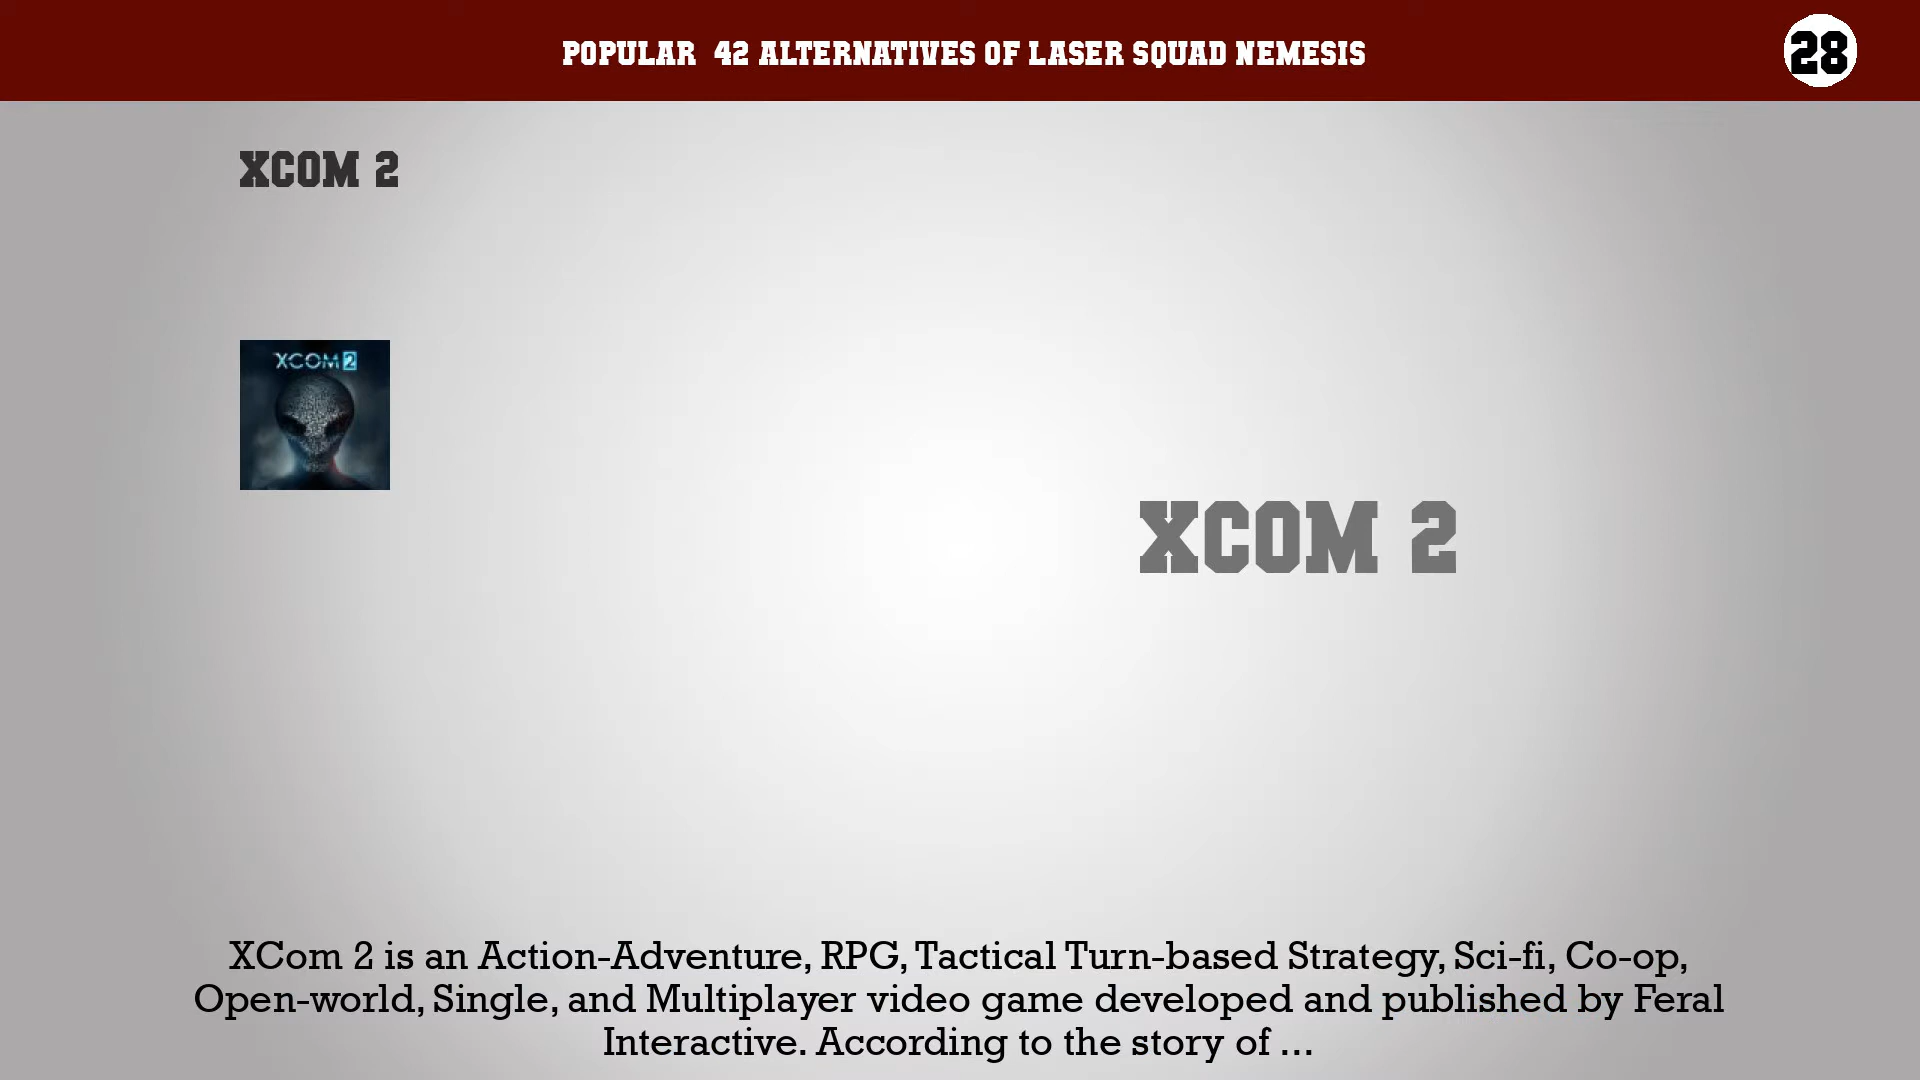 POPULAR 42 ALTERNATIVES OF LASER SQUAD NEMESIS
28
XCOM 2
XCOM 2
XCOM 2
XCom 2 is an Action-Adventure, RPG, Tactical Turn-based Strategy, Sci-fi, Co-op,
Open-world, Single, and Multiplayer video game developed and published by Feral
Interactive. According to the story of ...